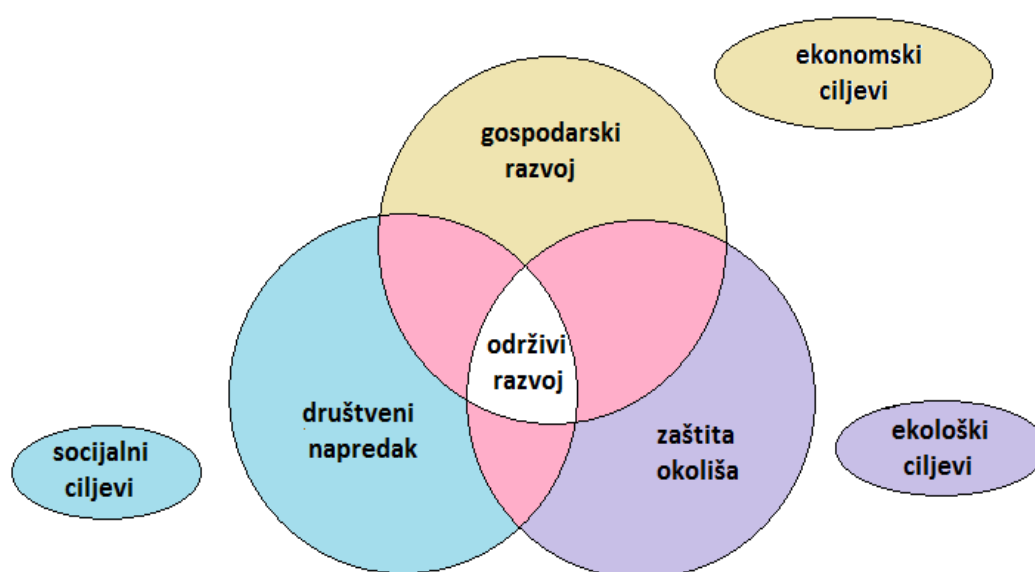 ekonomski
ciljevi
gospodarski
razvoj
održivi
razvoj
društveni
napredak
zaštita
okoliša
socijalni
ciljevi
ekološki
ciljevi